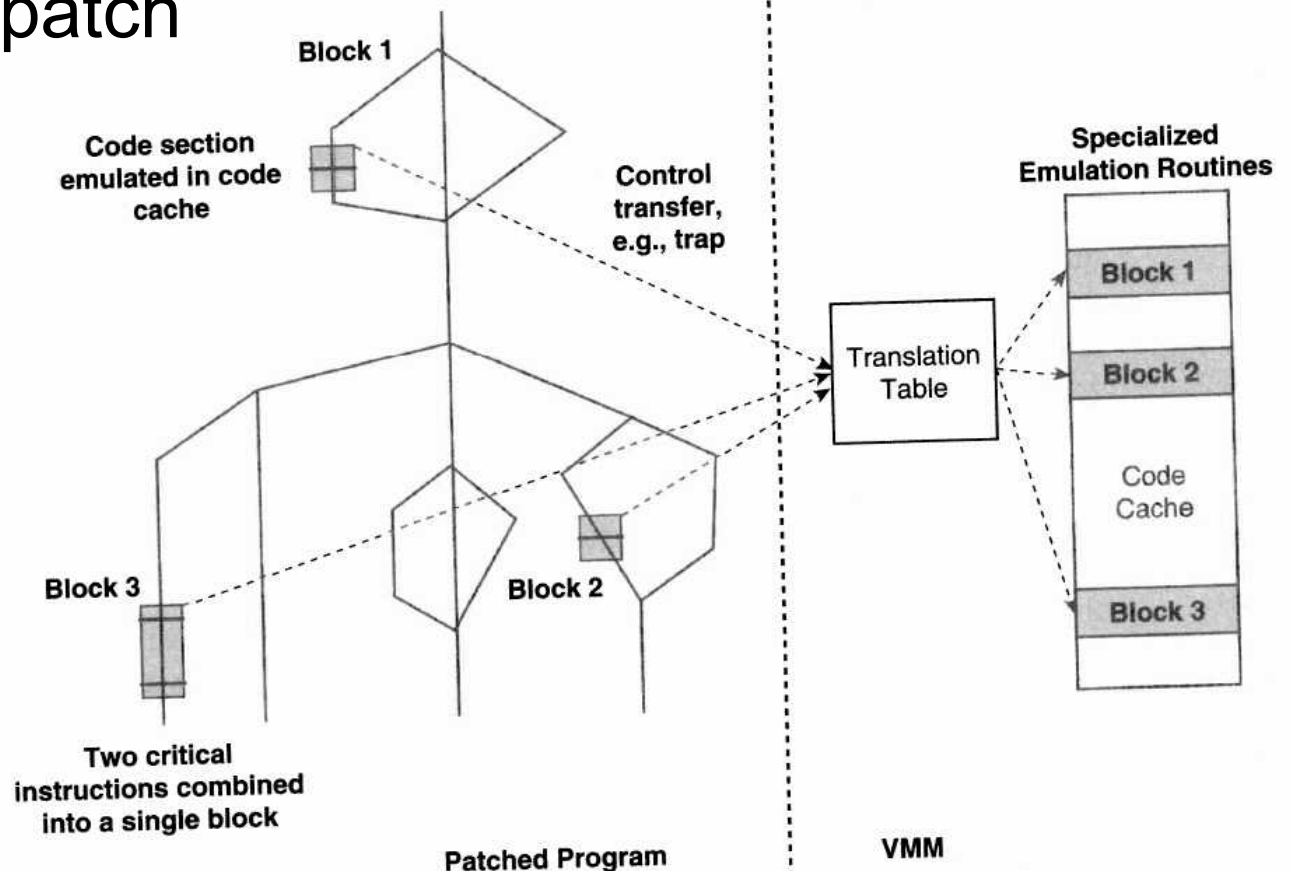 patch
Block 1
Code section
emulated in code
cache
Control
transfer,
e.g., trap
Specialized
Emulation Routines
Block 1
Block 2
Code
Cache
Block 3
Translation
Table
Block 3
Block 2
Two critical
instructions combined
into a single block
Patched Program
VMM